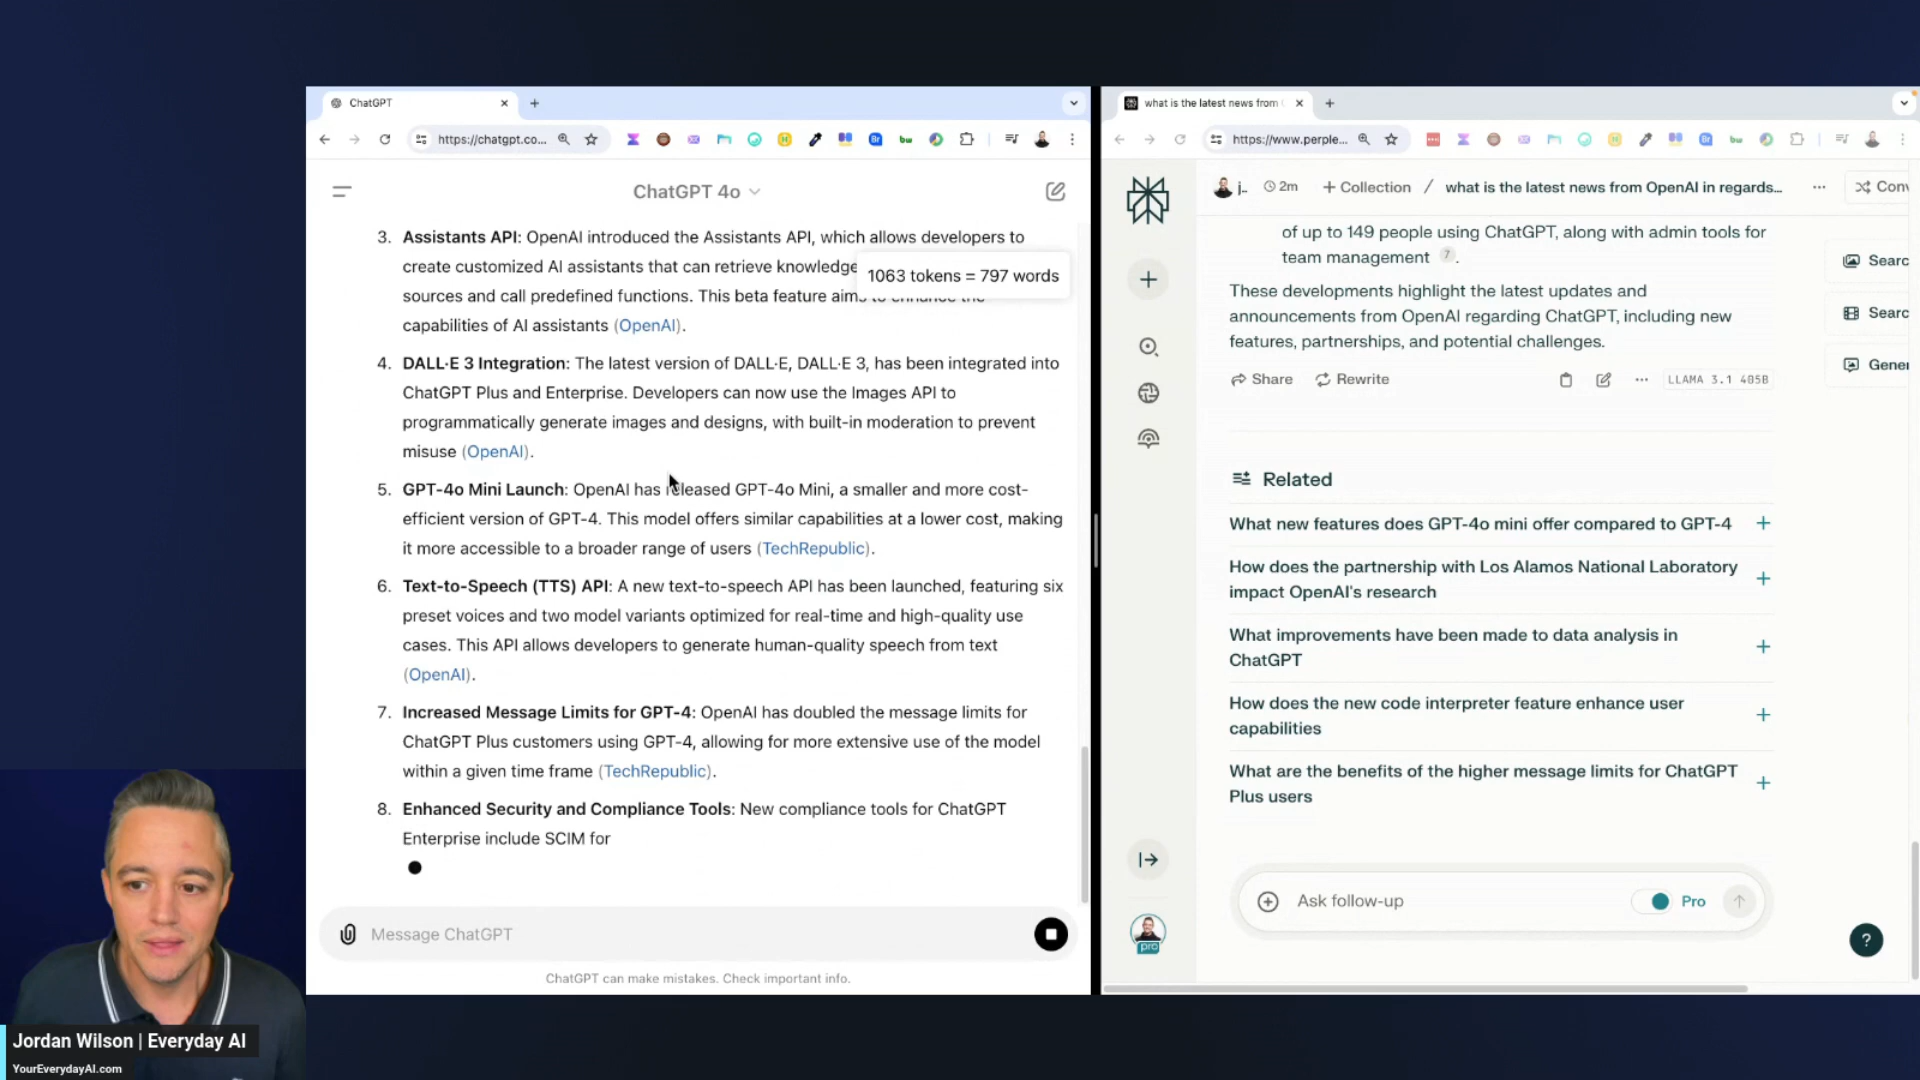 ChatGPT
https://chatgpt.co...
ChatGPT 4o
3. Assistants API: OpenAI introduced the Assistants API, which allows developers to
create customized AI assistants that can retrieve knowledge
1063 tokens = 797 words
sources and call predefined functions. This beta feature aims to enhance the
capabilities of AI assistants (OpenAI).
4. DALL·E 3 Integration: The latest version of DALL·E, DALL·E 3, has been integrated into
ChatGPT Plus and Enterprise. Developers can now use the Images API to
programmatically generate images and designs, with built-in moderation to prevent
misuse (OpenAI).
5. GPT-4o Mini Launch: OpenAI has released GPT-4o Mini, a smaller and more cost-
efficient version of GPT-4. This model offers similar capabilities at a lower cost, making
it more accessible to a broader range of users (TechRepublic).
6. Text-to-Speech (TTS) API: A new text-to-speech API has been launched, featuring six
preset voices and two model variants optimized for real-time and high-quality use
cases. This API allows developers to generate human-quality speech from text
(OpenAI).
7. Increased Message Limits for GPT-4: OpenAI has doubled the message limits for
ChatGPT Plus customers using GPT-4, allowing for more extensive use of the model
within a given time frame (TechRepublic).
8. Enhanced Security and Compliance Tools: New compliance tools for ChatGPT
Enterprise include SCIM for
Message ChatGPT
ChatGPT can make mistakes. Check important info.
what is the latest news from
https://www.perple...
j.. 2m + Collection / what is the latest news from OpenAI in regards... ··· Conv
of up to 149 people using ChatGPT, along with admin tools for
team management 7.
These developments highlight the latest updates and
announcements from OpenAI regarding ChatGPT, including new
features, partnerships, and potential challenges.
Share Rewrite ··· LLAMA 3.1 405B
Searc
Searc
Gener
Related
What new features does GPT-4o mini offer compared to GPT-4
How does the partnership with Los Alamos National Laboratory
impact OpenAI's research
What improvements have been made to data analysis in
ChatGPT
How does the new code interpreter feature enhance user
capabilities
What are the benefits of the higher message limits for ChatGPT
Plus users
Ask follow-up Pro
pro
?
Jordan Wilson | Everyday AI
YourEverydayAI.com